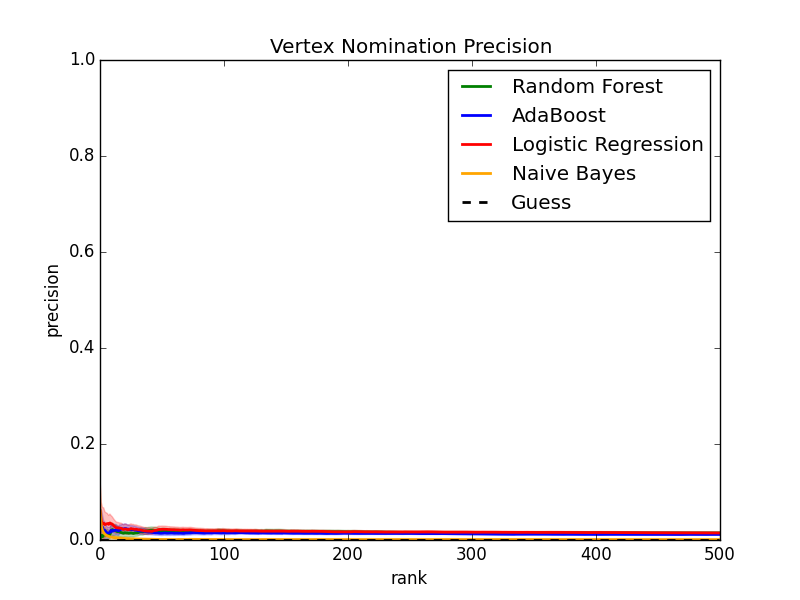 Vertex Nomination Precision
1.0
0.8
0.6
0.4
0.2
0.0
precision
Random Forest
AdaBoost
Logistic Regression
Naive Bayes
Guess
0 100 200 300 400 500
rank